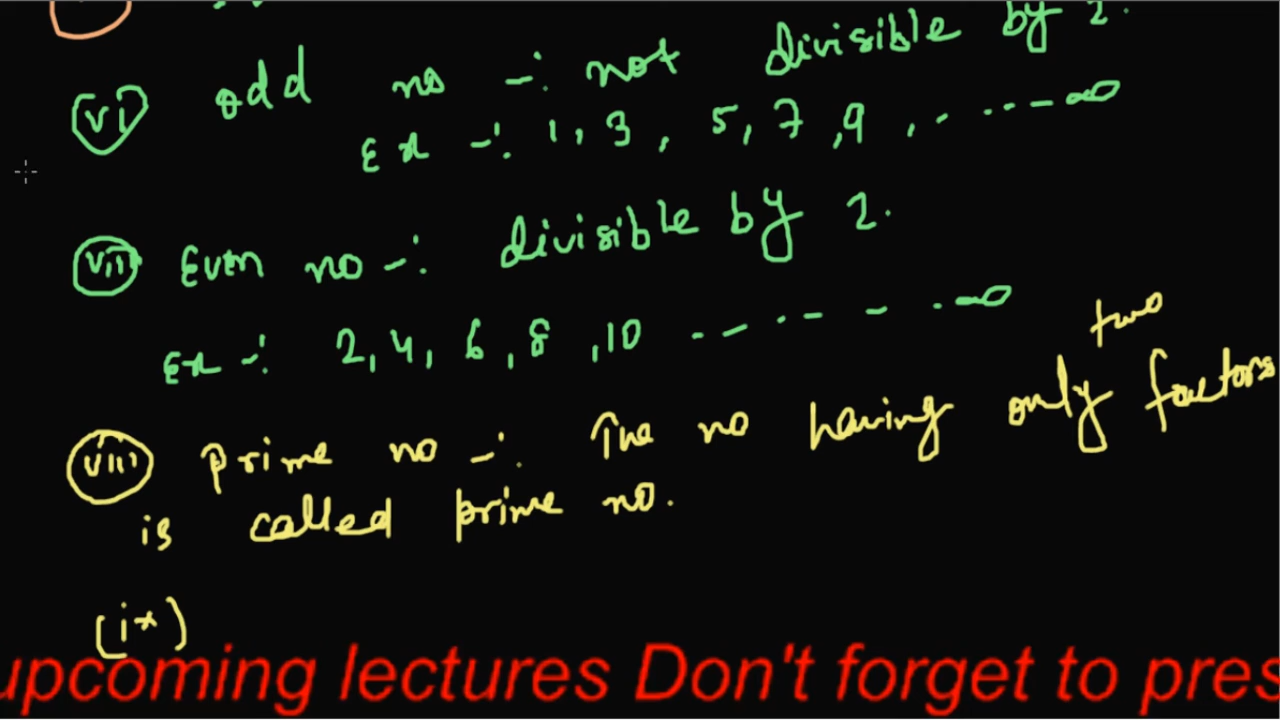 (vi) odd no -: not divisible by 2.
Ex -: 1, 3, 5, 7, 9, . - ... - ∞
(vii) Even no -: divisible by 2.
Ex -: 2, 4, 6, 8, 10 - - . - - - . - ∞
two
(viii) prime no -: The no having only factors
is called prime no.
(ix)
upcoming lectures Don't forget to pres